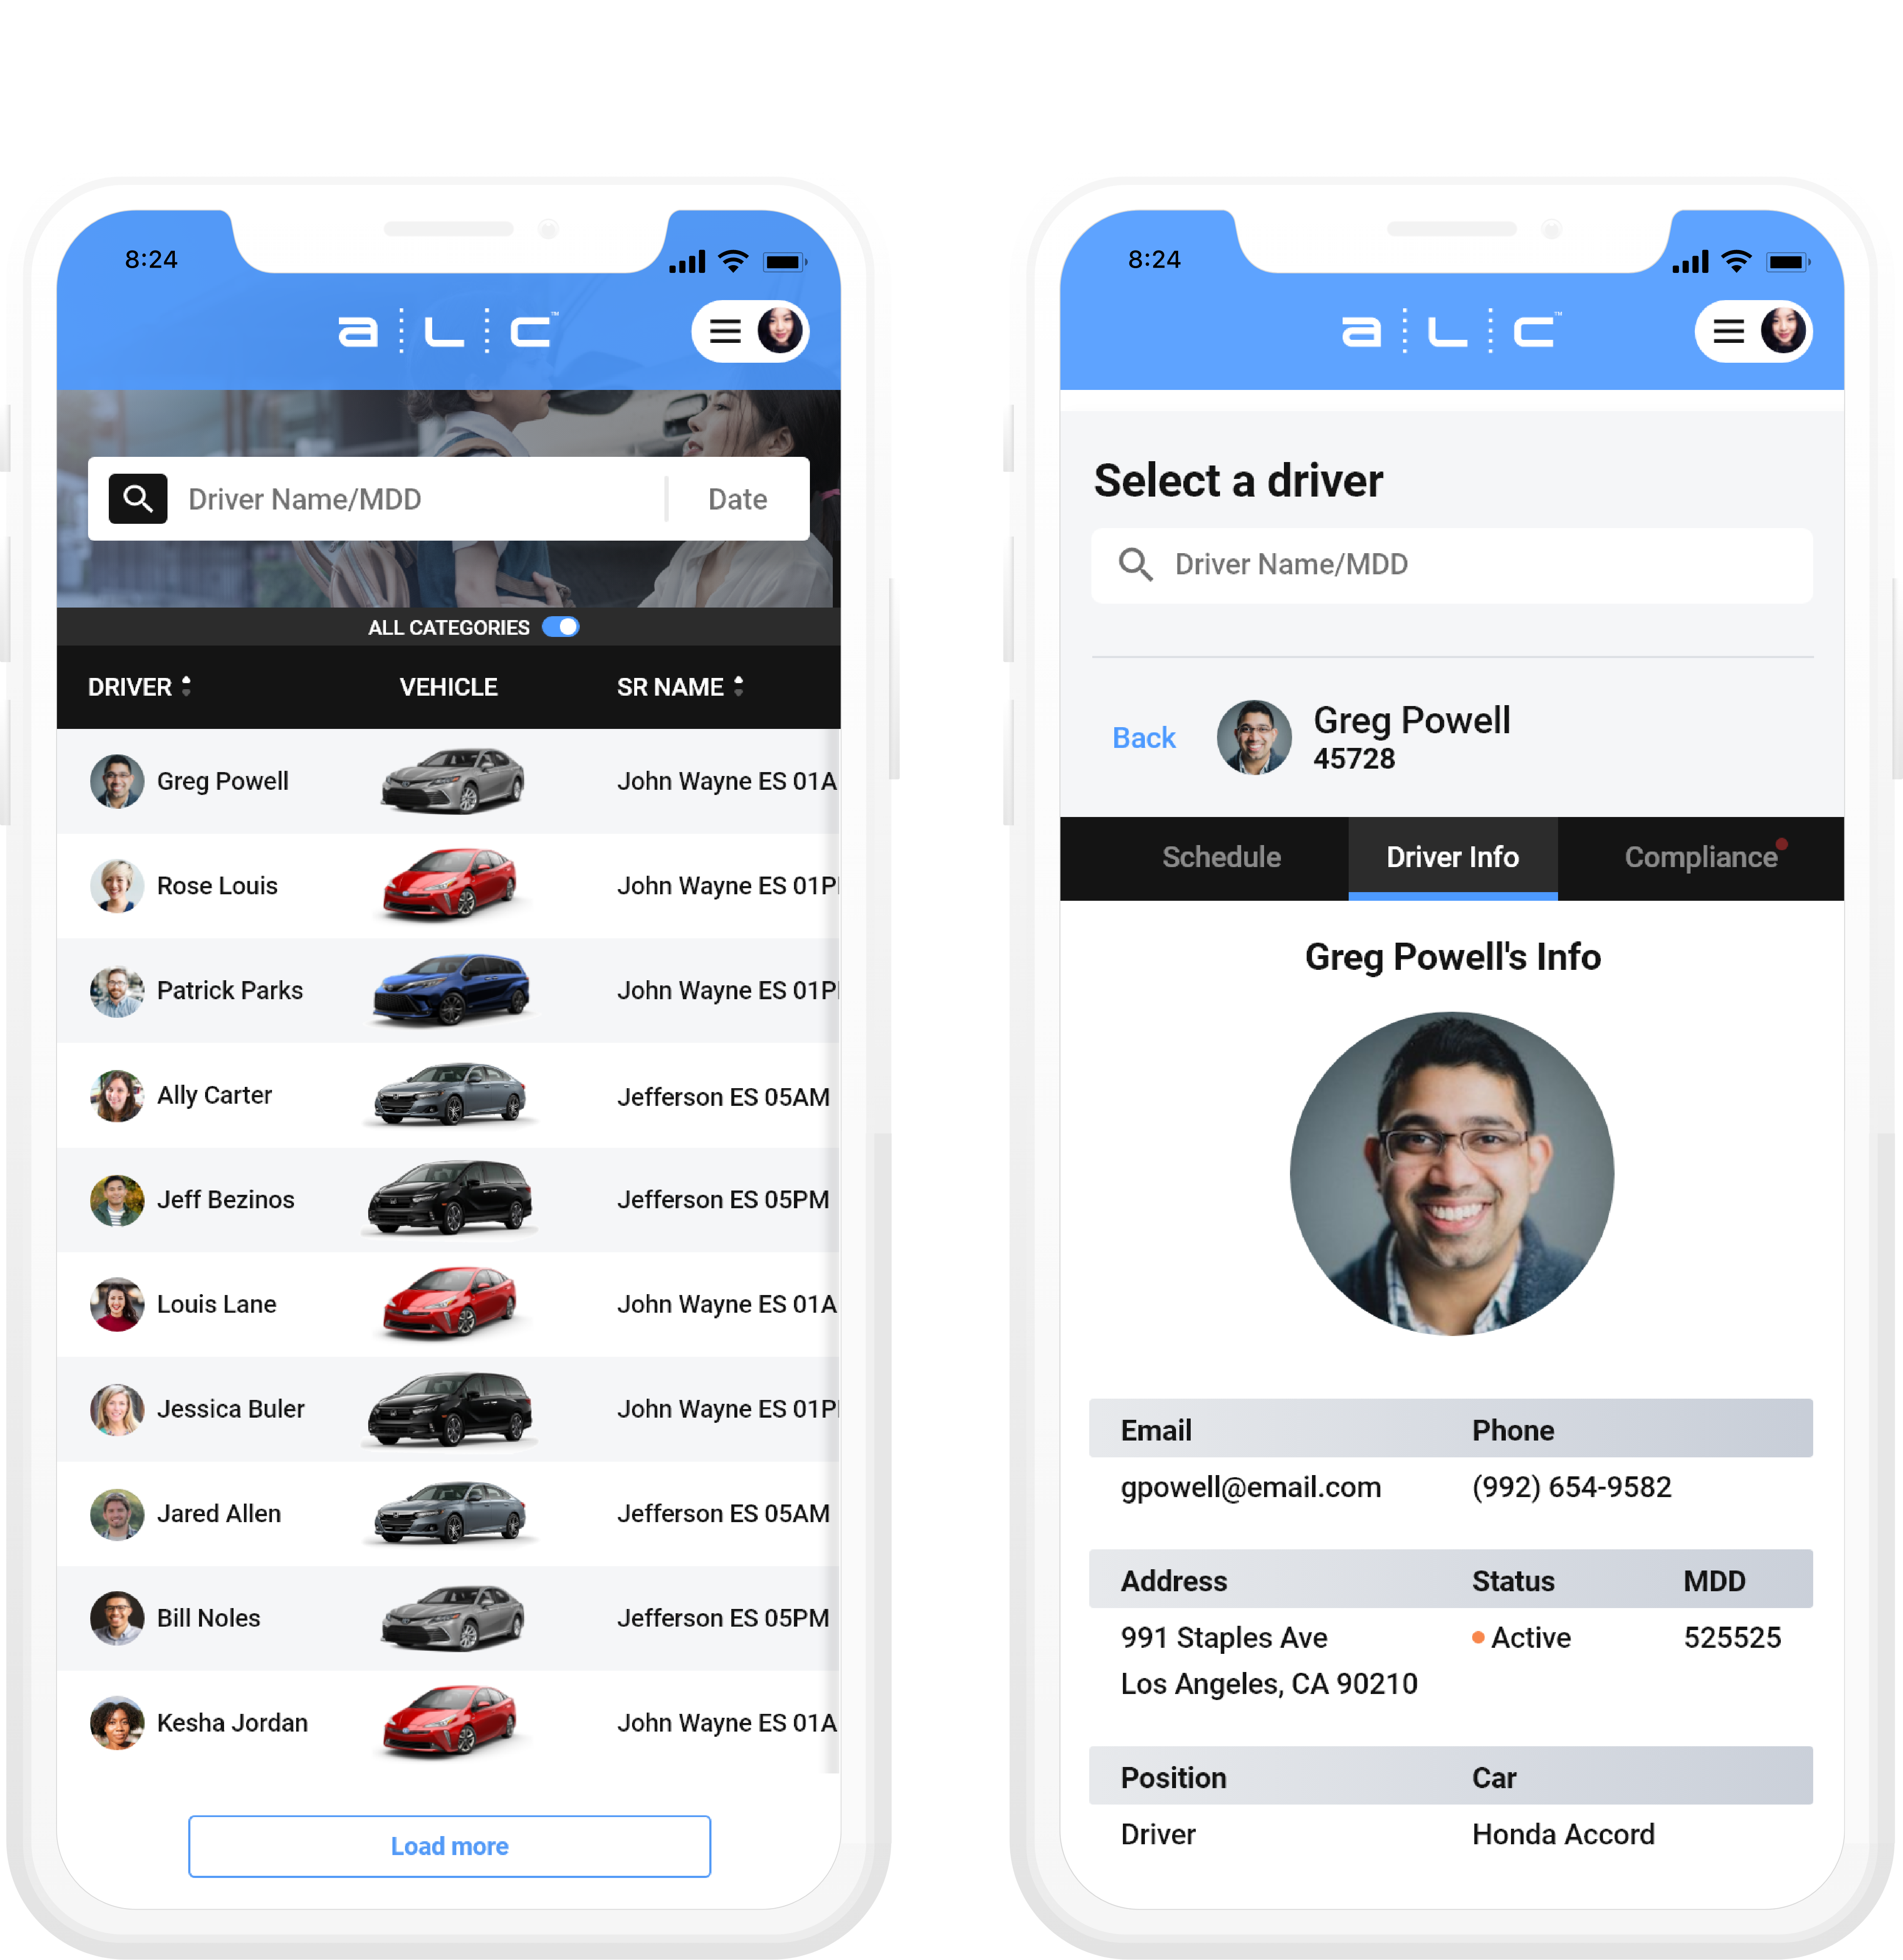 8:24
aLc™
Driver Name/MDD Date
ALL CATEGORIES
DRIVER VEHICLE SR NAME
Greg Powell John Wayne ES 01A
Rose Louis John Wayne ES 01P
Patrick Parks John Wayne ES 01P
Ally Carter Jefferson ES 05AM
Jeff Bezinos Jefferson ES 05PM
Louis Lane John Wayne ES 01A
Jessica Buler John Wayne ES 01P
Jared Allen Jefferson ES 05AM
Bill Noles Jefferson ES 05PM
Kesha Jordan John Wayne ES 01A
Load more
8:24
aLc™
Select a driver
Driver Name/MDD
Back Greg Powell
45728
Schedule Driver Info Compliance
Greg Powell's Info
Email Phone
gpowell@email.com (992) 654-9582
Address Status MDD
991 Staples Ave Active 525525
Los Angeles, CA 90210
Position Car
Driver Honda Accord